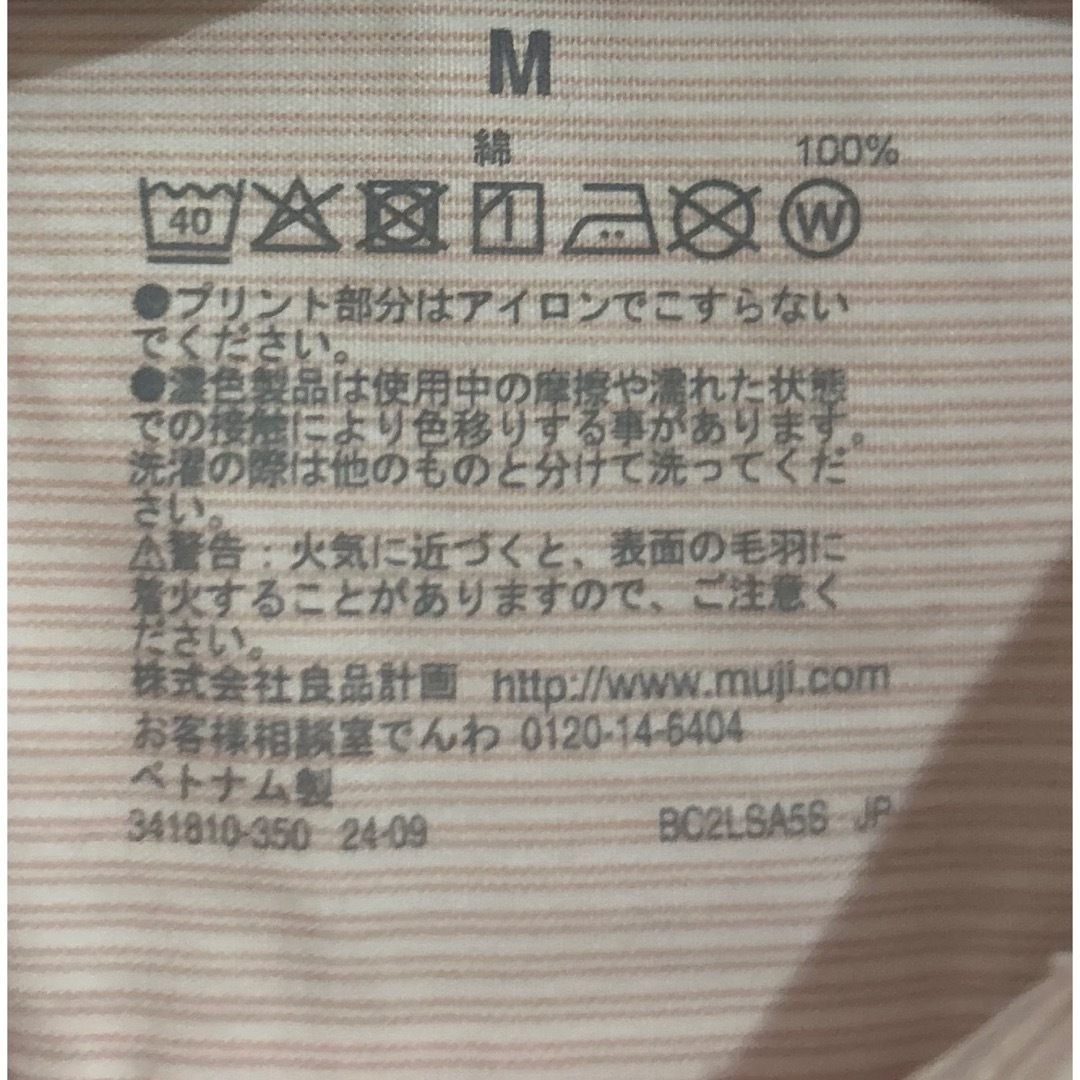 M
綿 100%
40 W
●プリント部分はアイロンでこすらない
でください。
●濃色製品は使用中の摩擦や濡れた状態
での接触により色移りする事があります。
洗濯の際は他のものと分けて洗ってくだ
さい。
⚠警告：火気に近づくと、表面の毛羽に
着火することがありますので、ご注意く
ださい。
株式会社良品計画 http://www.muji.com
お客様相談室でんわ 0120-14-6404
ベトナム製
341810-350 24-09 BC2LSA5S JP